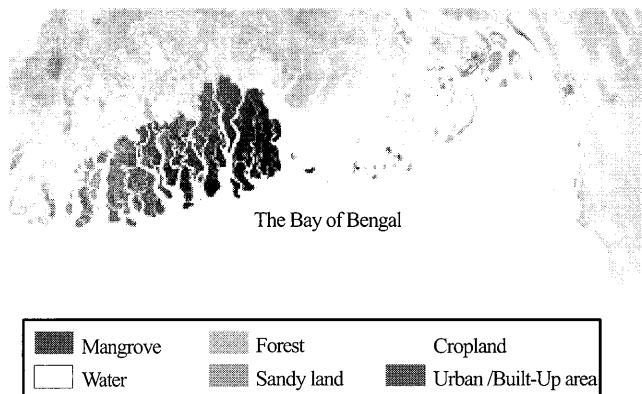 The Bay of Bengal
Mangrove Forest Cropland
Water Sandy land Urban /Built-Up area